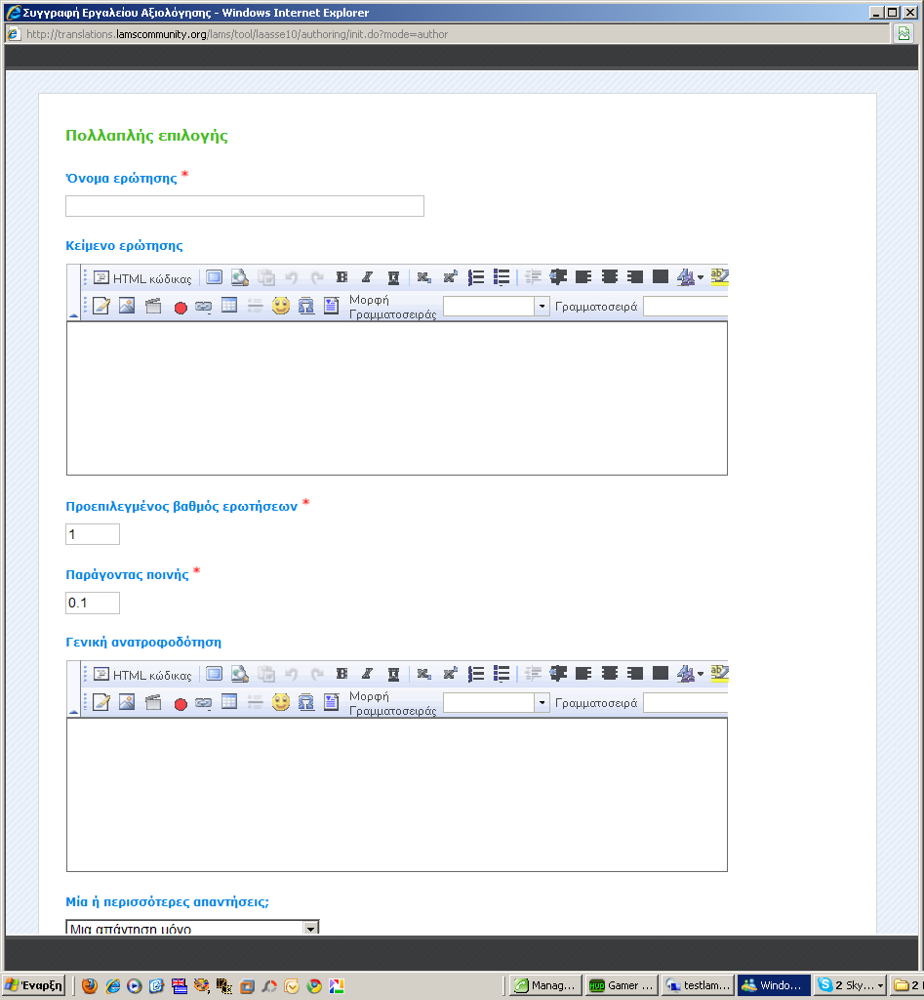 Συγγραφή Εργαλείου Αξιολόγησης - Windows Internet Explorer
http://translations.lamscommunity.org/lams/tool/laasse10/authoring/init.do?mode=author
Πολλαπλής επιλογής
Όνομα ερώτησης *
Κείμενο ερώτησης
HTML κώδικας
Μορφή Γραμματοσειράς Γραμματοσειρά
Προεπιλεγμένος βαθμός ερωτήσεων *
1
Παράγοντας ποινής *
0.1
Γενική ανατροφοδότηση
HTML κώδικας
Μορφή Γραμματοσειράς Γραμματοσειρά
Μία ή περισσότερες απαντήσεις;
Μια απάντηση μόνο
Έναρξη Manag... Gamer ... testlam... Windo... 2 Sky... 2